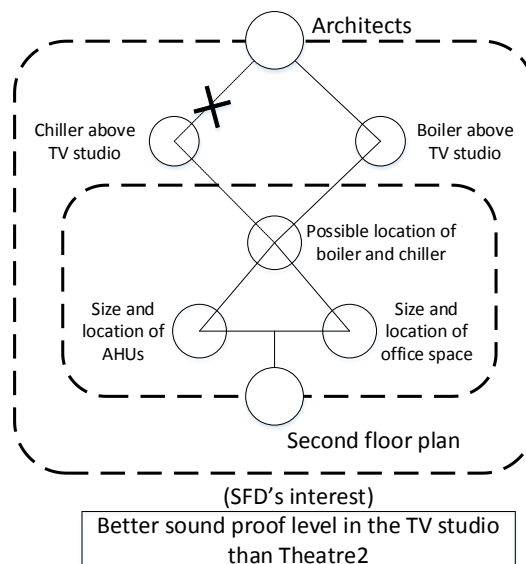 Architects
Chiller above
TV studio
Boiler above
TV studio
Possible location of
boiler and chiller
Size and
location of
AHUs
Size and
location of
office space
Second floor plan
(SFD's interest)
Better sound proof level in the TV studio
than Theatre2